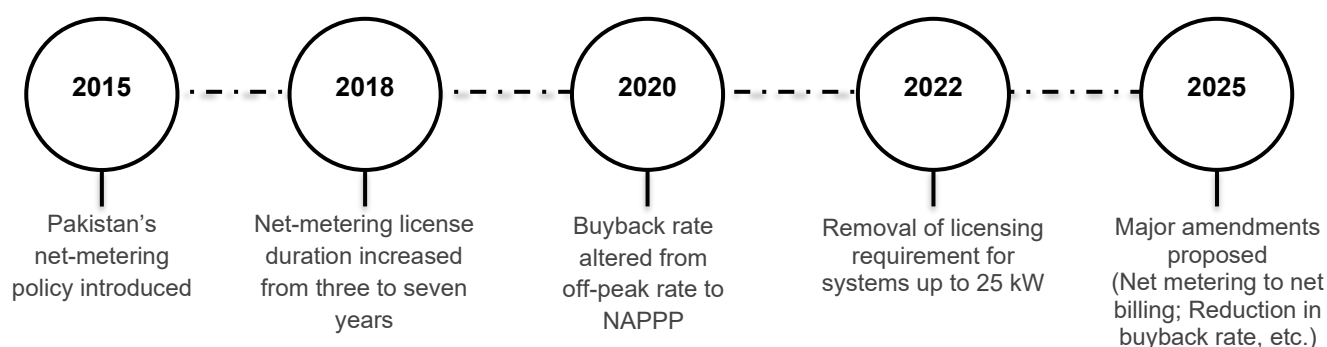 2015
2018
2020
2022
2025
Pakistan's
net-metering
policy introduced
Net-metering license
duration increased
from three to seven
years
Buyback rate
altered from
off-peak rate to
NAPPP
Removal of licensing
requirement for
systems up to 25 kW
Major amendments
proposed
(Net metering to net
billing; Reduction in
buyback rate, etc.)